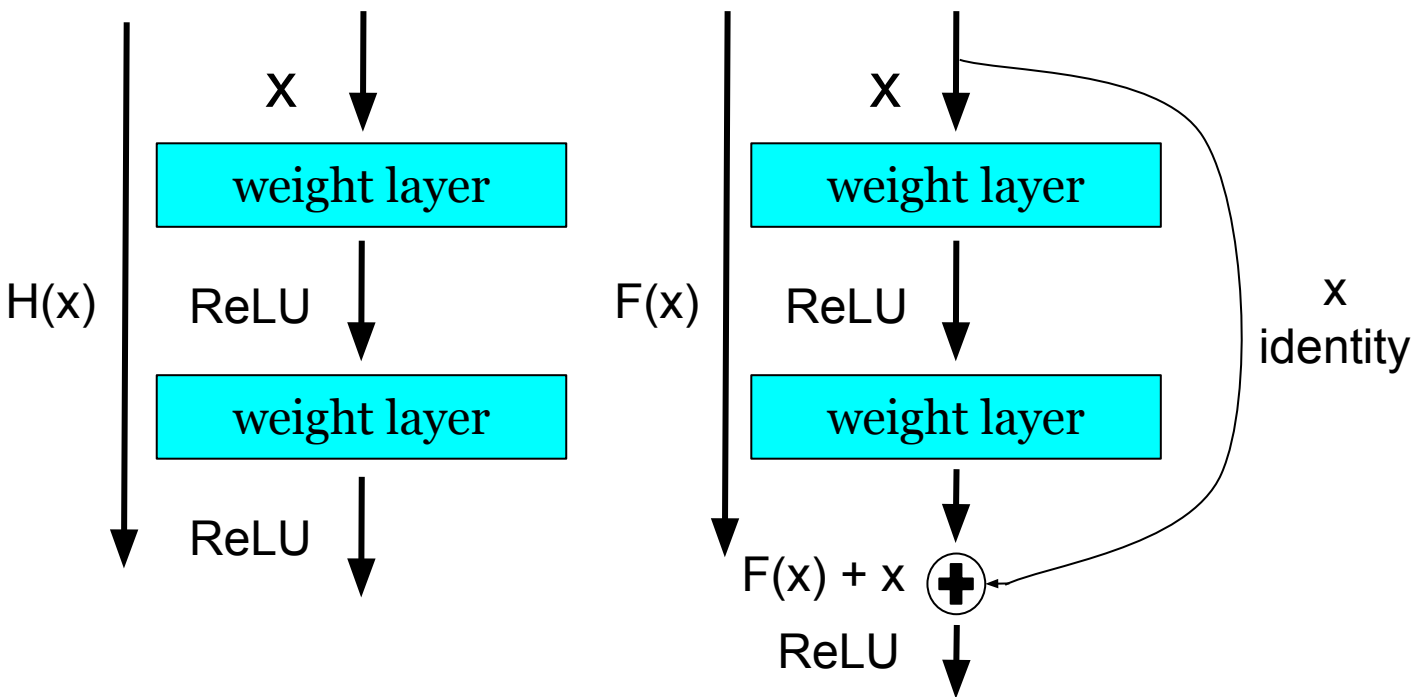 x
weight layer
H(x)
ReLU
weight layer
ReLU
x
weight layer
F(x)
ReLU
x
identity
weight layer
F(x) + x
ReLU